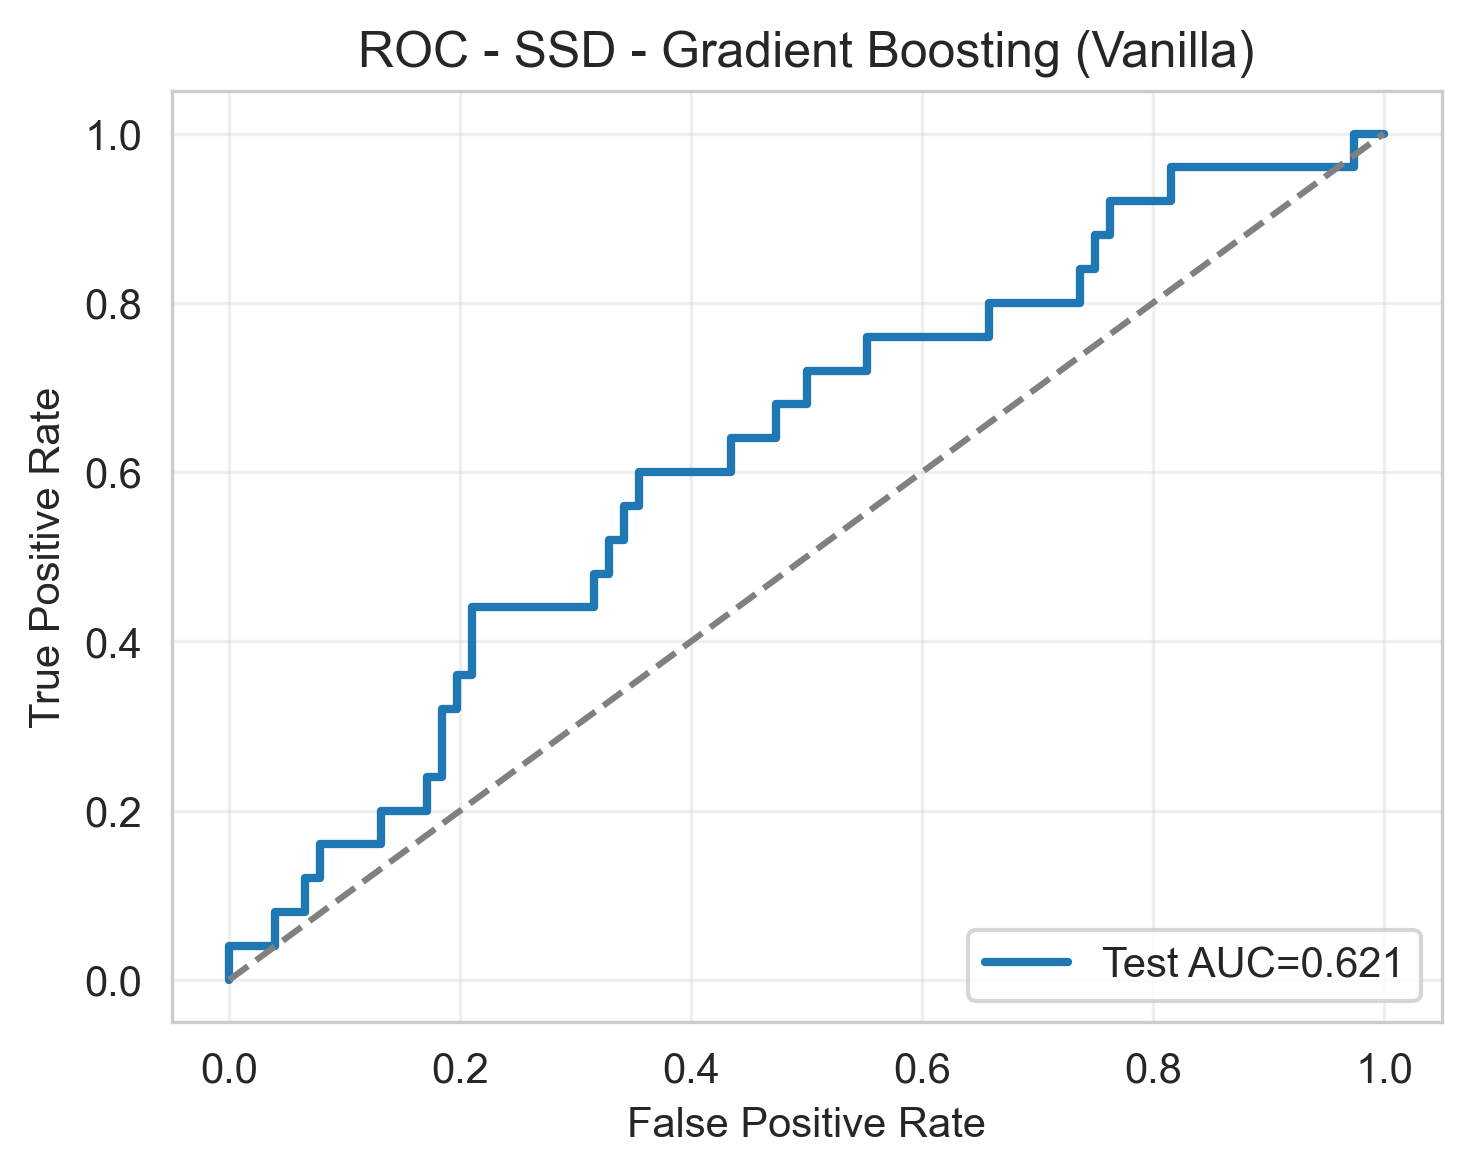 ROC - SSD - Gradient Boosting (Vanilla)
True Positive Rate
1.0
0.8
0.6
0.4
0.2
0.0
Test AUC=0.621
0.0 0.2 0.4 0.6 0.8 1.0
False Positive Rate